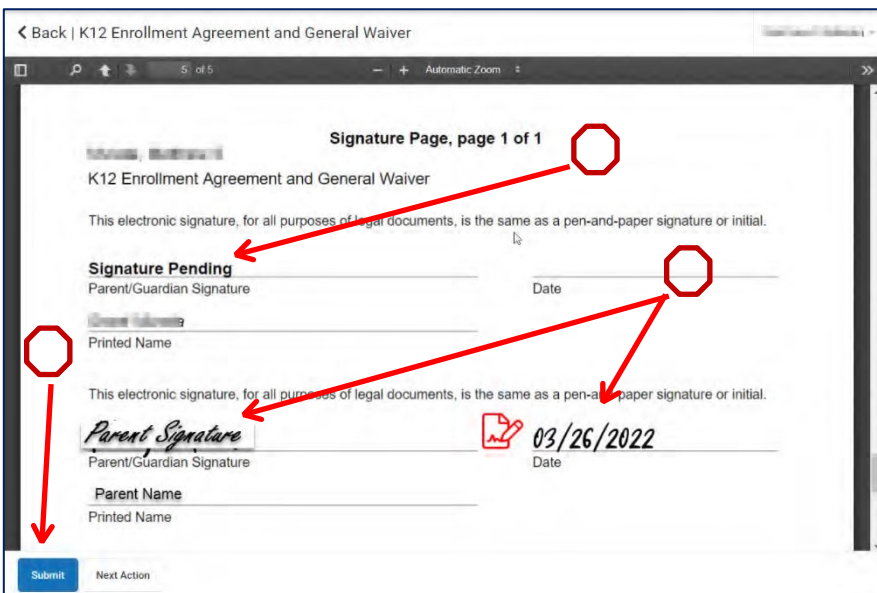 Back | K12 Enrollment Agreement and General Waiver
5 of 5 — + Automatic Zoom
Signature Page, page 1 of 1
K12 Enrollment Agreement and General Waiver
This electronic signature, for all purposes of legal documents, is the same as a pen-and-paper signature or initial.
Signature Pending
Parent/Guardian Signature Date
Printed Name
This electronic signature, for all purposes of legal documents, is the same as a pen-and-paper signature or initial.
Parent Signature 03/26/2022
Parent/Guardian Signature Date
Parent Name
Printed Name
Submit Next Action